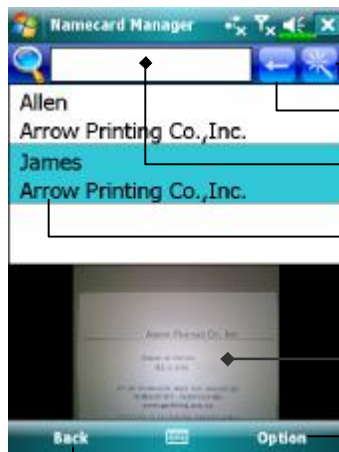 Namecard Manager
Allen
Arrow Printing Co.,Inc.
James
Arrow Printing Co.,Inc.
Back
Option